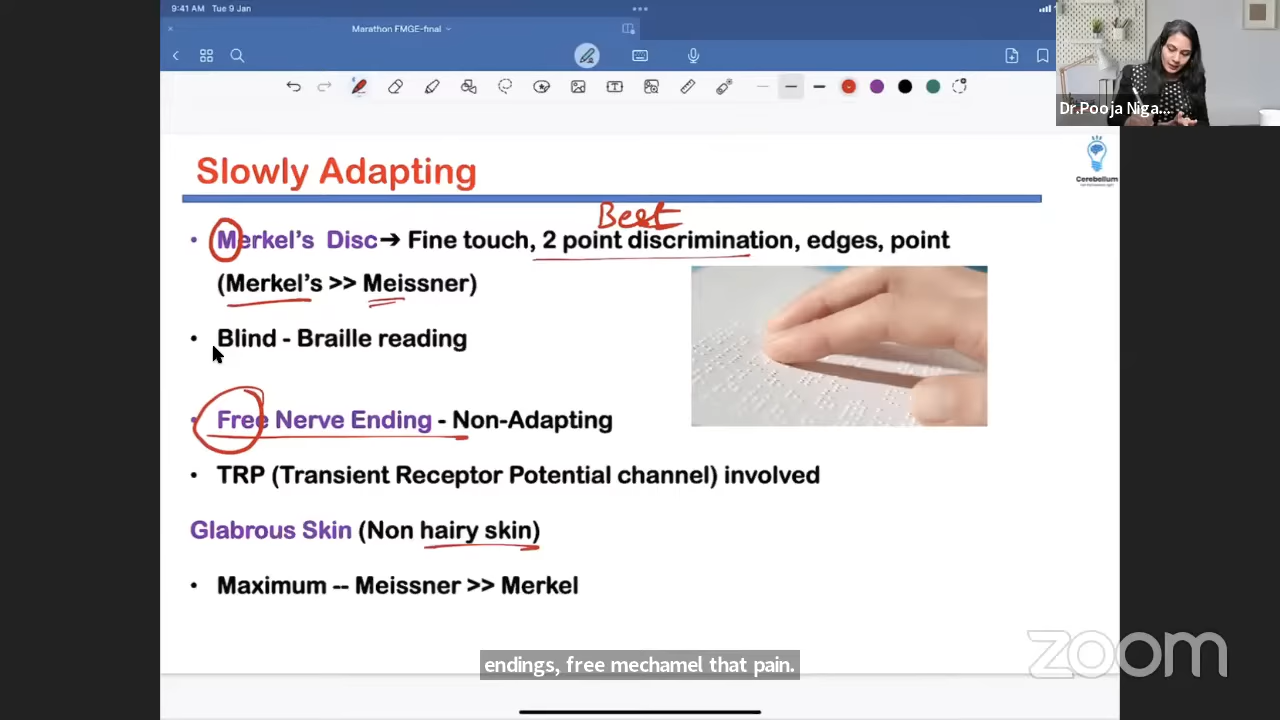 9:41 AM Tue 9 Jan
Marathon FMGE-final
Dr.Pooja Niga...
Cerebellum
Slowly Adapting
Best
• Merkel's Disc➔ Fine touch, 2 point discrimination, edges, point
(Merkel's >> Meissner)
• Blind - Braille reading
• Free Nerve Ending - Non-Adapting
• TRP (Transient Receptor Potential channel) involved
Glabrous Skin (Non hairy skin)
• Maximum -- Meissner >> Merkel
zoom
endings, free mechamel that pain.